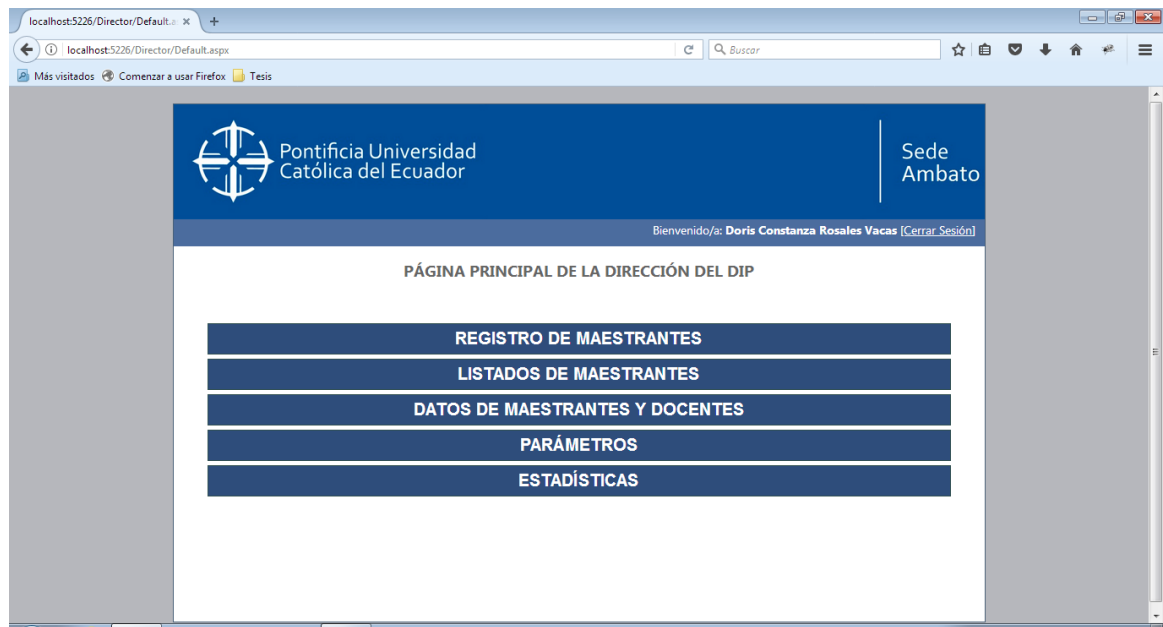 localhost:5226/Director/Default.a
localhost:5226/Director/Default.aspx
Buscar
Más visitados
Comenzar a usar Firefox
Tesis
Pontificia Universidad
Católica del Ecuador
Sede
Ambato
Bienvenido/a: Doris Constanza Rosales Vacas [Cerrar Sesión]
PÁGINA PRINCIPAL DE LA DIRECCIÓN DEL DIP
REGISTRO DE MAESTRANTES
LISTADOS DE MAESTRANTES
DATOS DE MAESTRANTES Y DOCENTES
PARÁMETROS
ESTADÍSTICAS